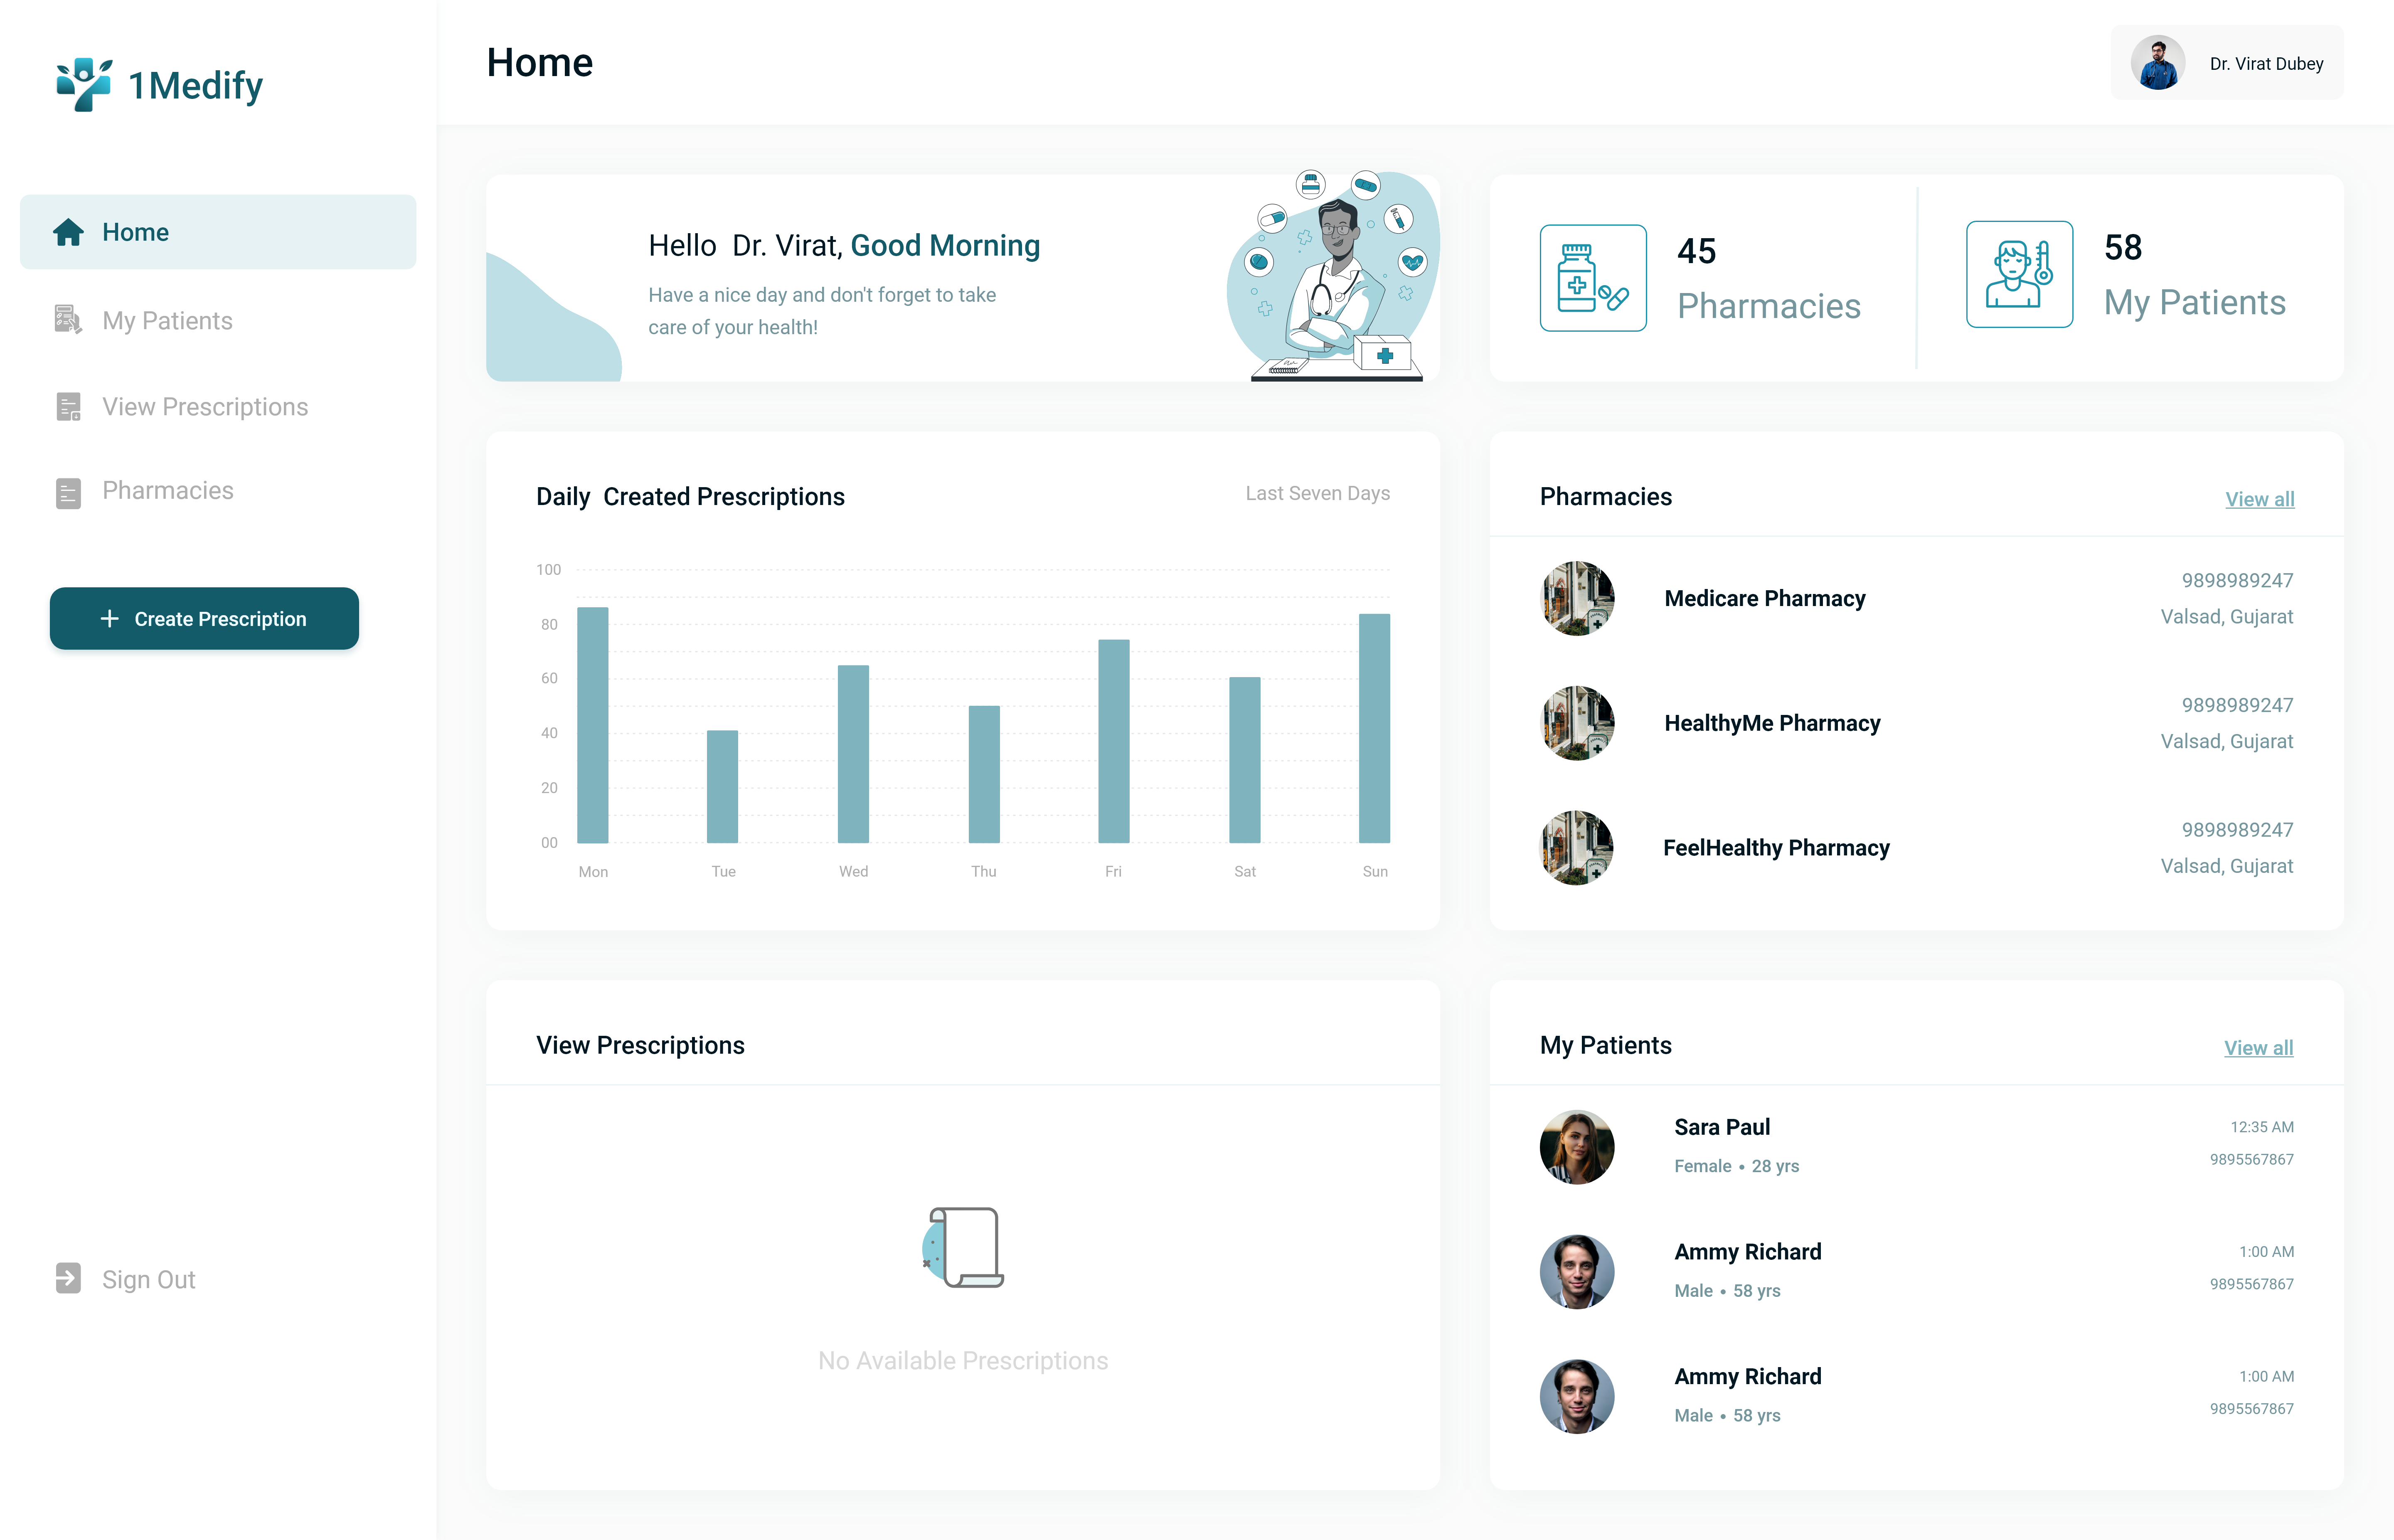 1Medify
Home
My Patients
View Prescriptions
Pharmacies
Create Prescription
Sign Out
Home
Dr. Virat Dubey
Hello  Dr. Virat, Good Morning
Have a nice day and don't forget to take
care of your health!
45
Pharmacies
58
My Patients
Daily  Created Prescriptions
Last Seven Days
100
80
60
40
20
00
Mon
Tue
Wed
Thu
Fri
Sat
Sun
Pharmacies
View all
Medicare Pharmacy
9898989247
Valsad, Gujarat
HealthyMe Pharmacy
9898989247
Valsad, Gujarat
FeelHealthy Pharmacy
9898989247
Valsad, Gujarat
View Prescriptions
No Available Prescriptions
My Patients
View all
Sara Paul
12:35 AM
Female • 28 yrs
9895567867
Ammy Richard
1:00 AM
Male • 58 yrs
9895567867
Ammy Richard
1:00 AM
Male • 58 yrs
9895567867